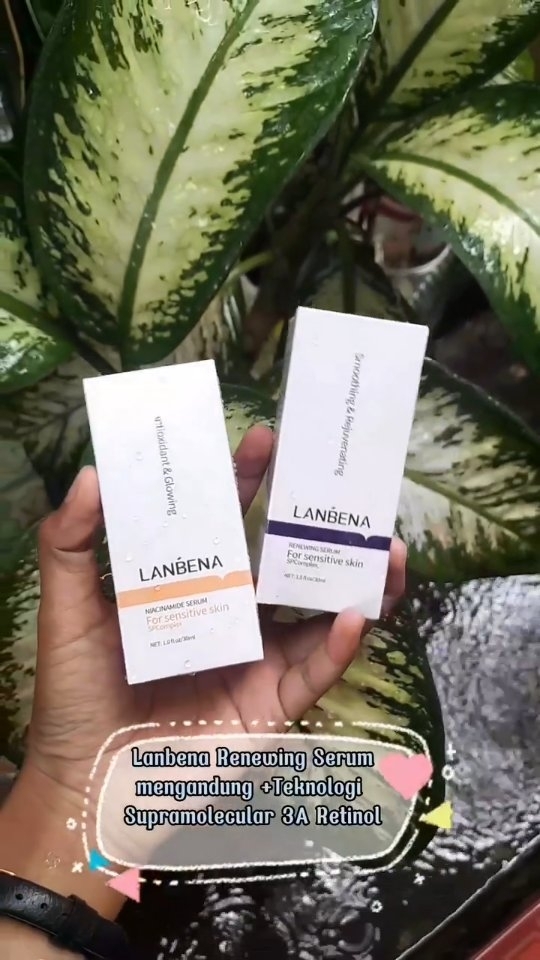 Antioxidant & Glowing
LANBENA
NIACINAMIDE SERUM
For sensitive skin
SPComplex
NET: 1.0 fl oz/30ml
Smoothing & Rejuvenating
LANBENA
RENEWING SERUM
For sensitive skin
SPComplex
NET: 1.0 fl oz/30ml
Lanbena Renewing Serum
mengandung +Teknologi
Supramolecular 3A Retinol